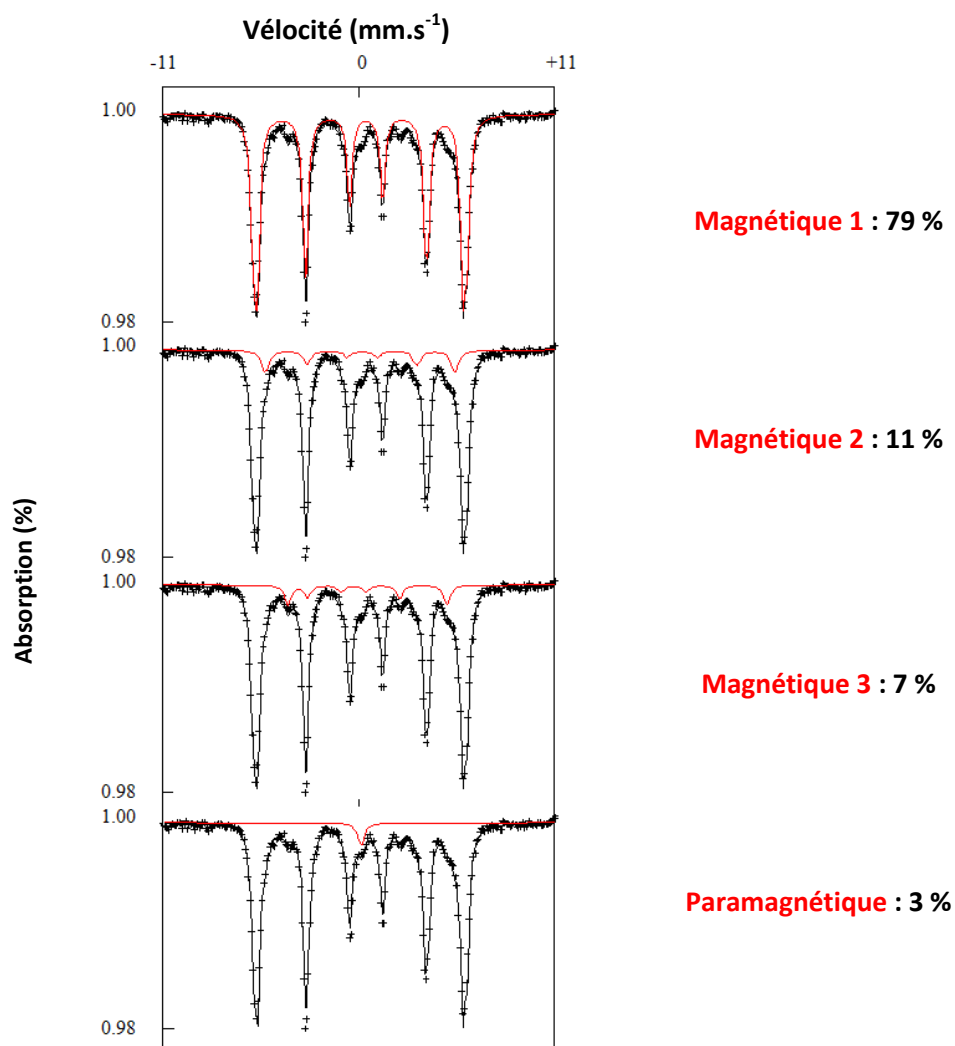 Vélocité (mm.s-1)
-11 0 +11
1.00
Magnétique 1 : 79 %
0.98
1.00
Magnétique 2 : 11 %
Absorption (%)
0.98
1.00
Magnétique 3 : 7 %
0.98
1.00
Paramagnétique : 3 %
0.98